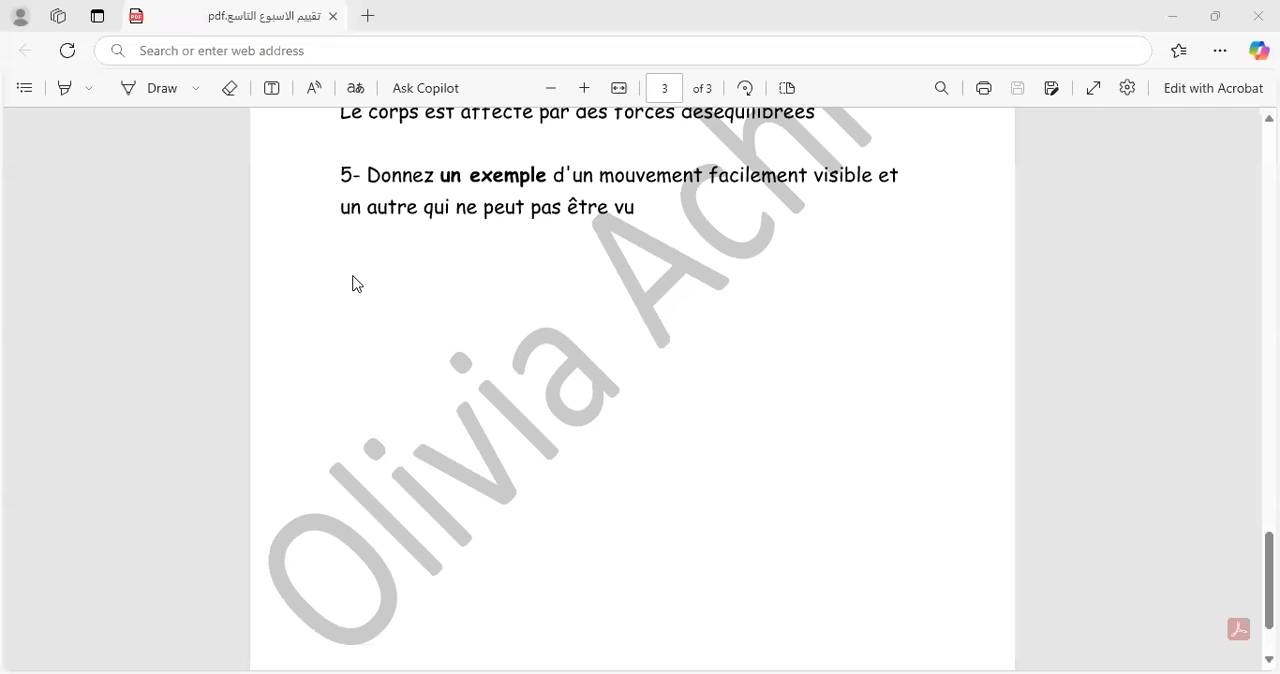 تقييم الاسبوع التاسع.pdf
Search or enter web address
Draw
Ask Copilot
3 of 3
Edit with Acrobat
Le corps est affecté par des forces déséquilibrées
5- Donnez un exemple d'un mouvement facilement visible et
un autre qui ne peut pas être vu
Olivia Achi